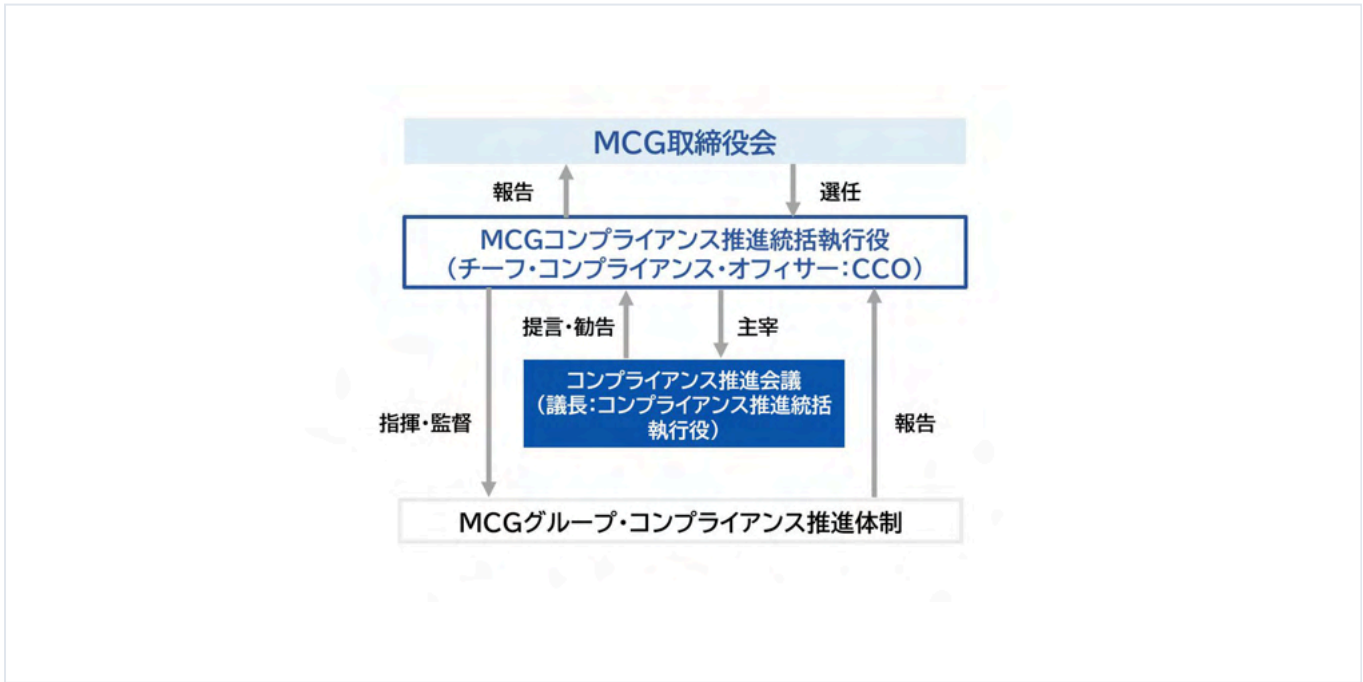 MCG取締役会
報告
選任
MCGコンプライアンス推進統括執行役
（チーフ・コンプライアンス・オフィサー：CCO）
提言・勧告
主宰
コンプライアンス推進会議
（議長：コンプライアンス推進統括
執行役）
指揮・監督
報告
MCGグループ・コンプライアンス推進体制